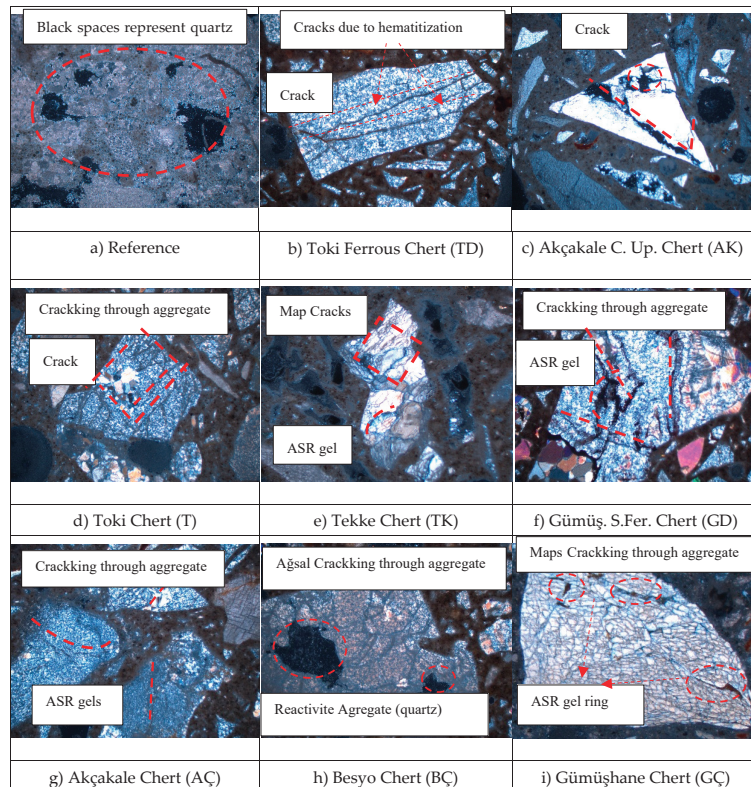 Black spaces represent quartz
Cracks due to hematitization
Crack
Crack
a) Reference
b) Toki Ferrous Chert (TD)
c) Akçakale C. Up. Chert (AK)
Crackking through aggregate
Crack
Map Cracks
ASR gel
Crackking through aggregate
ASR gel
d) Toki Chert (T)
e) Tekke Chert (TK)
f) Gümüş. S.Fer. Chert (GD)
Crackking through aggregate
ASR gels
Ağsal Crackking through aggregate
Reactivite Agregate (quartz)
Maps Crackking through aggregate
ASR gel ring
g) Akçakale Chert (AÇ)
h) Besyo Chert (BÇ)
i) Gümüşhane Chert (GÇ)